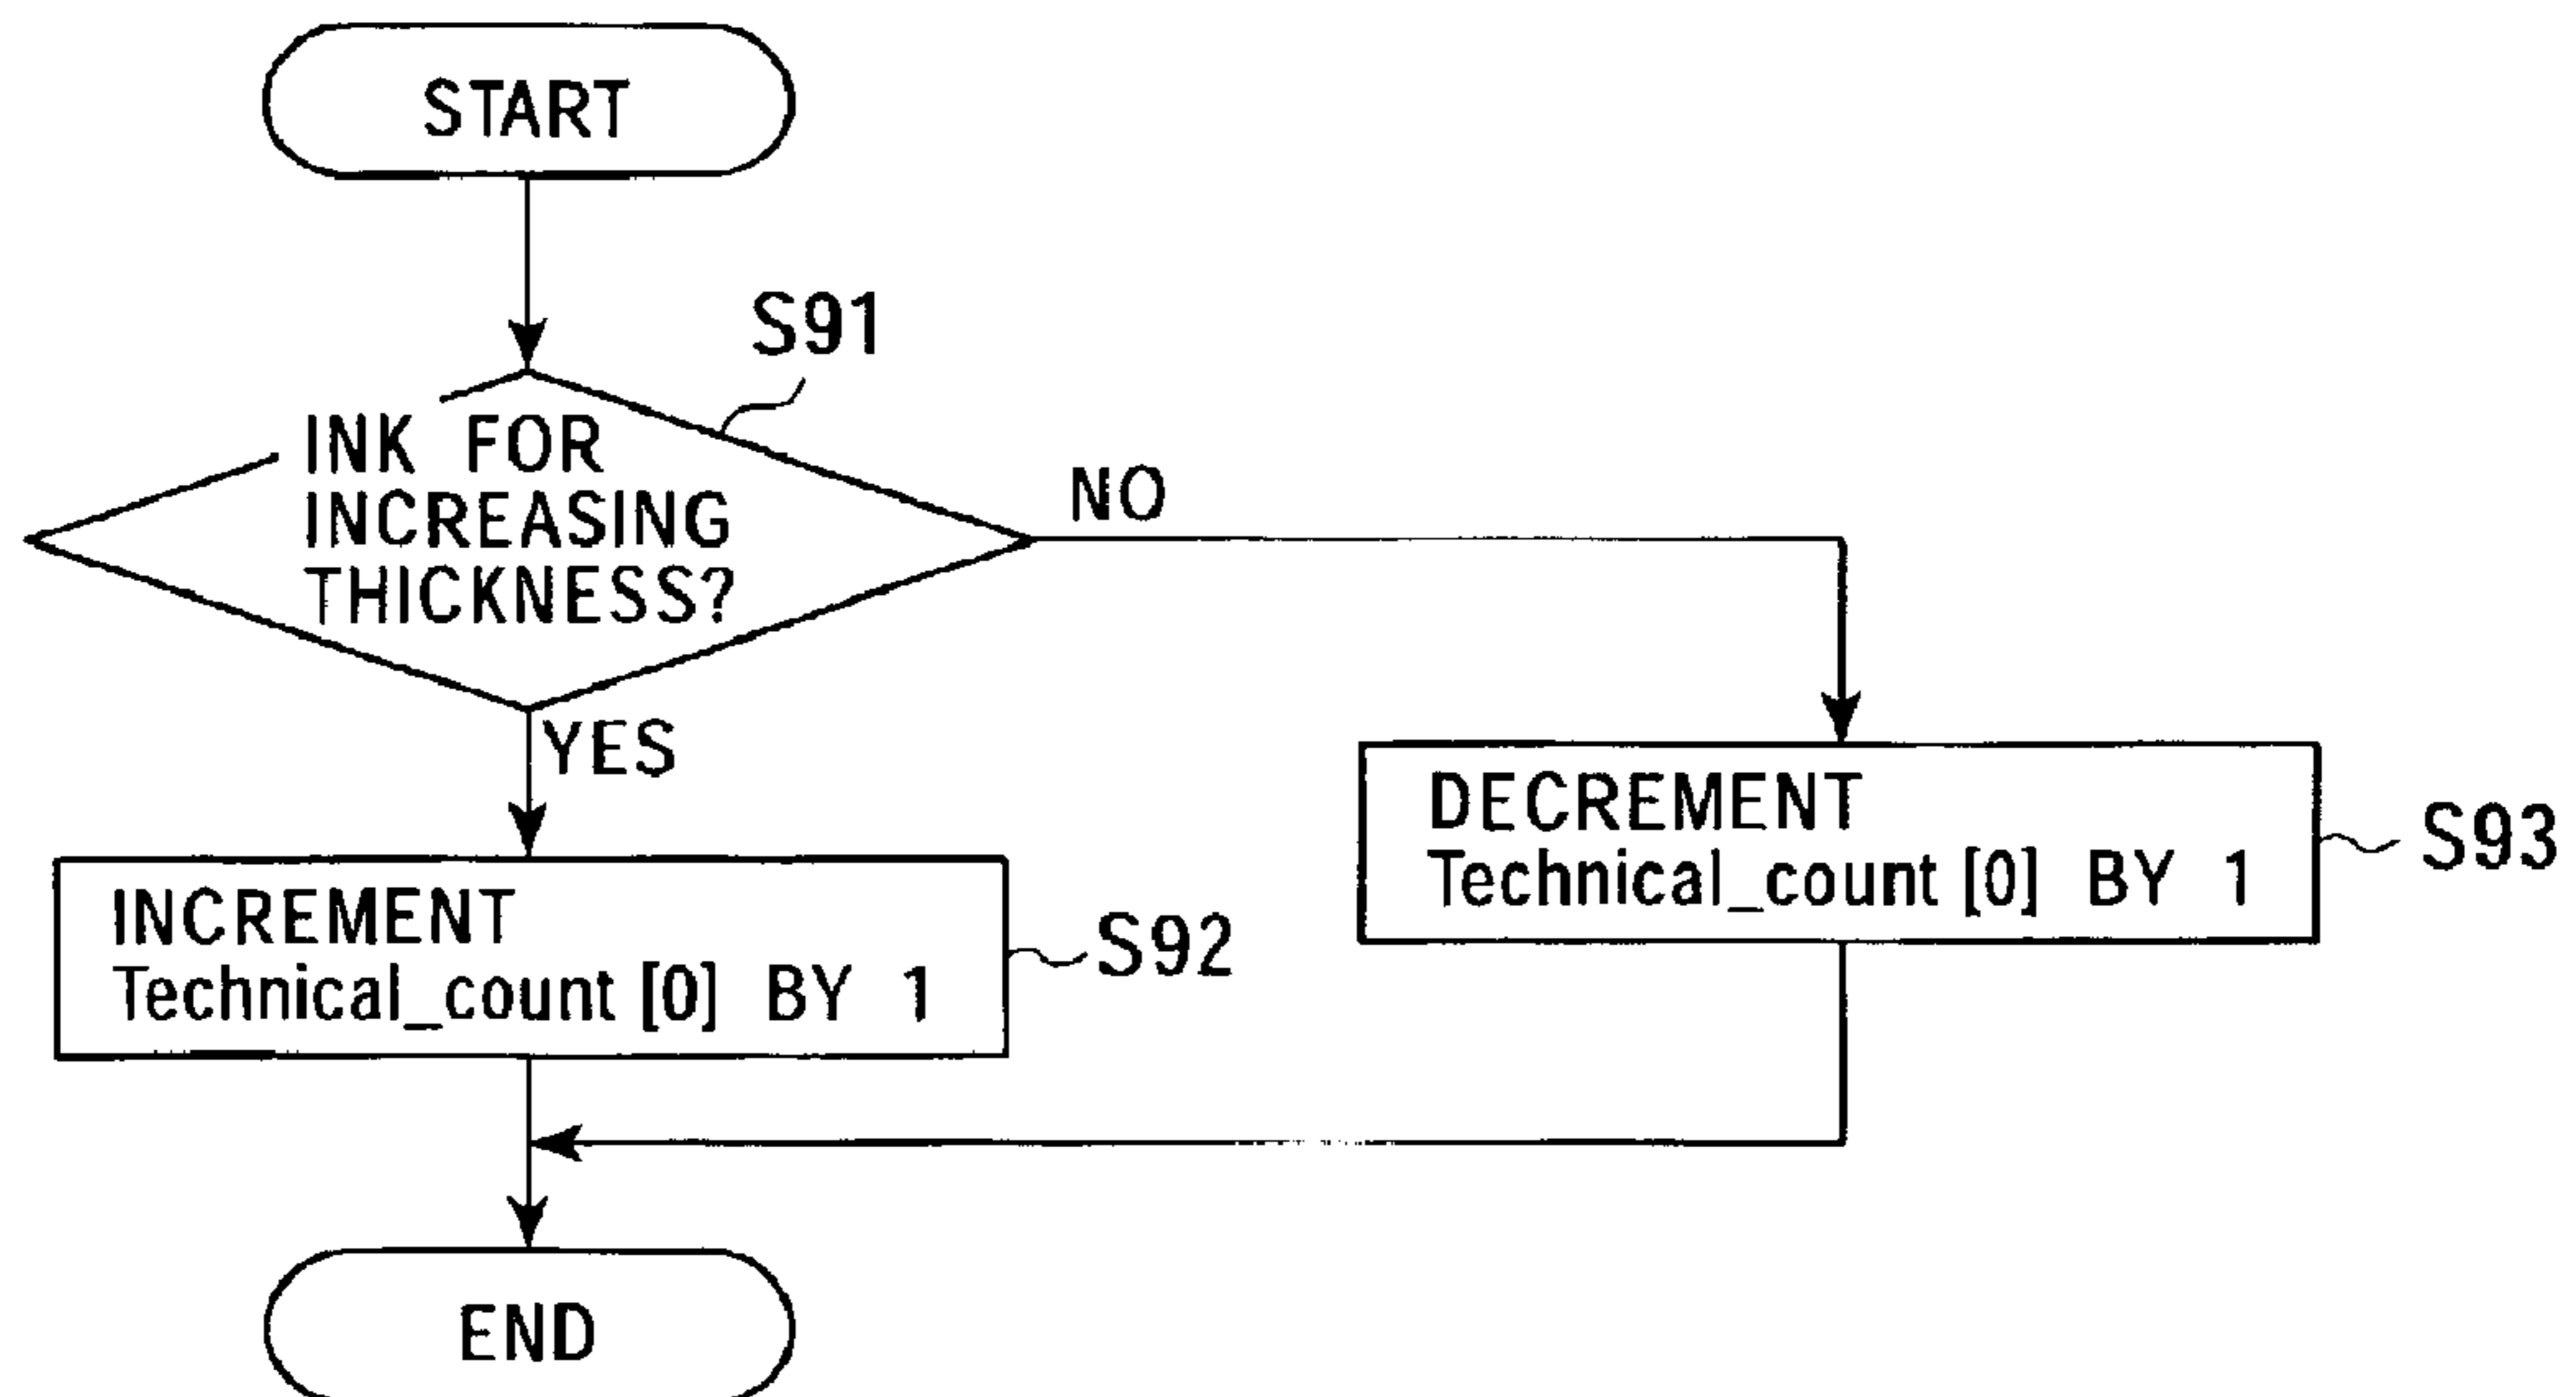 START
S91
INK FOR
INCREASING
THICKNESS?
NO
YES
DECREMENT
Technical_count [0] BY 1
S93
INCREMENT
Technical_count [0] BY 1
S92
END